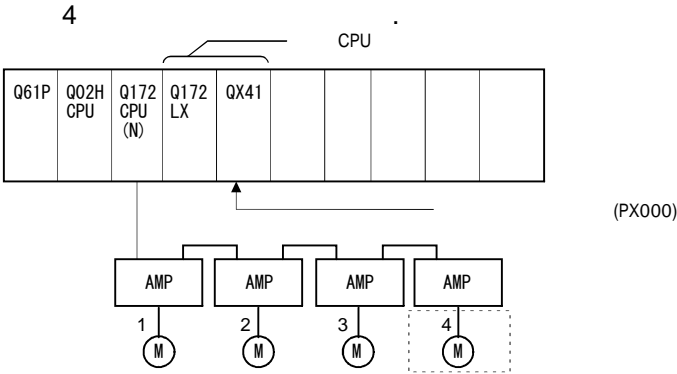 4 .
CPU
Q61P Q02H CPU Q172 CPU (N) Q172 LX QX41
(PX000)
AMP AMP AMP AMP
1 2 3 4
M M M M